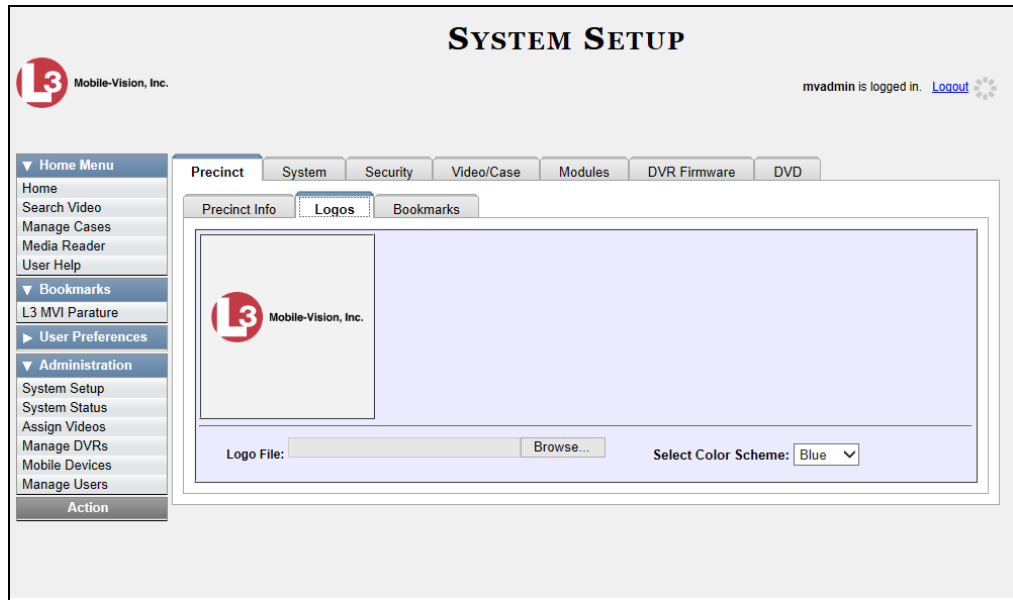 SYSTEM SETUP
L3 Mobile-Vision, Inc.
mvadmin is logged in. Logout
▼ Home Menu
Home
Search Video
Manage Cases
Media Reader
User Help
▼ Bookmarks
L3 MVI Parature
▶ User Preferences
▼ Administration
System Setup
System Status
Assign Videos
Manage DVRs
Mobile Devices
Manage Users
Action
Precinct System Security Video/Case Modules DVR Firmware DVD
Precinct Info Logos Bookmarks
L3 Mobile-Vision, Inc.
Logo File: Browse... Select Color Scheme: Blue